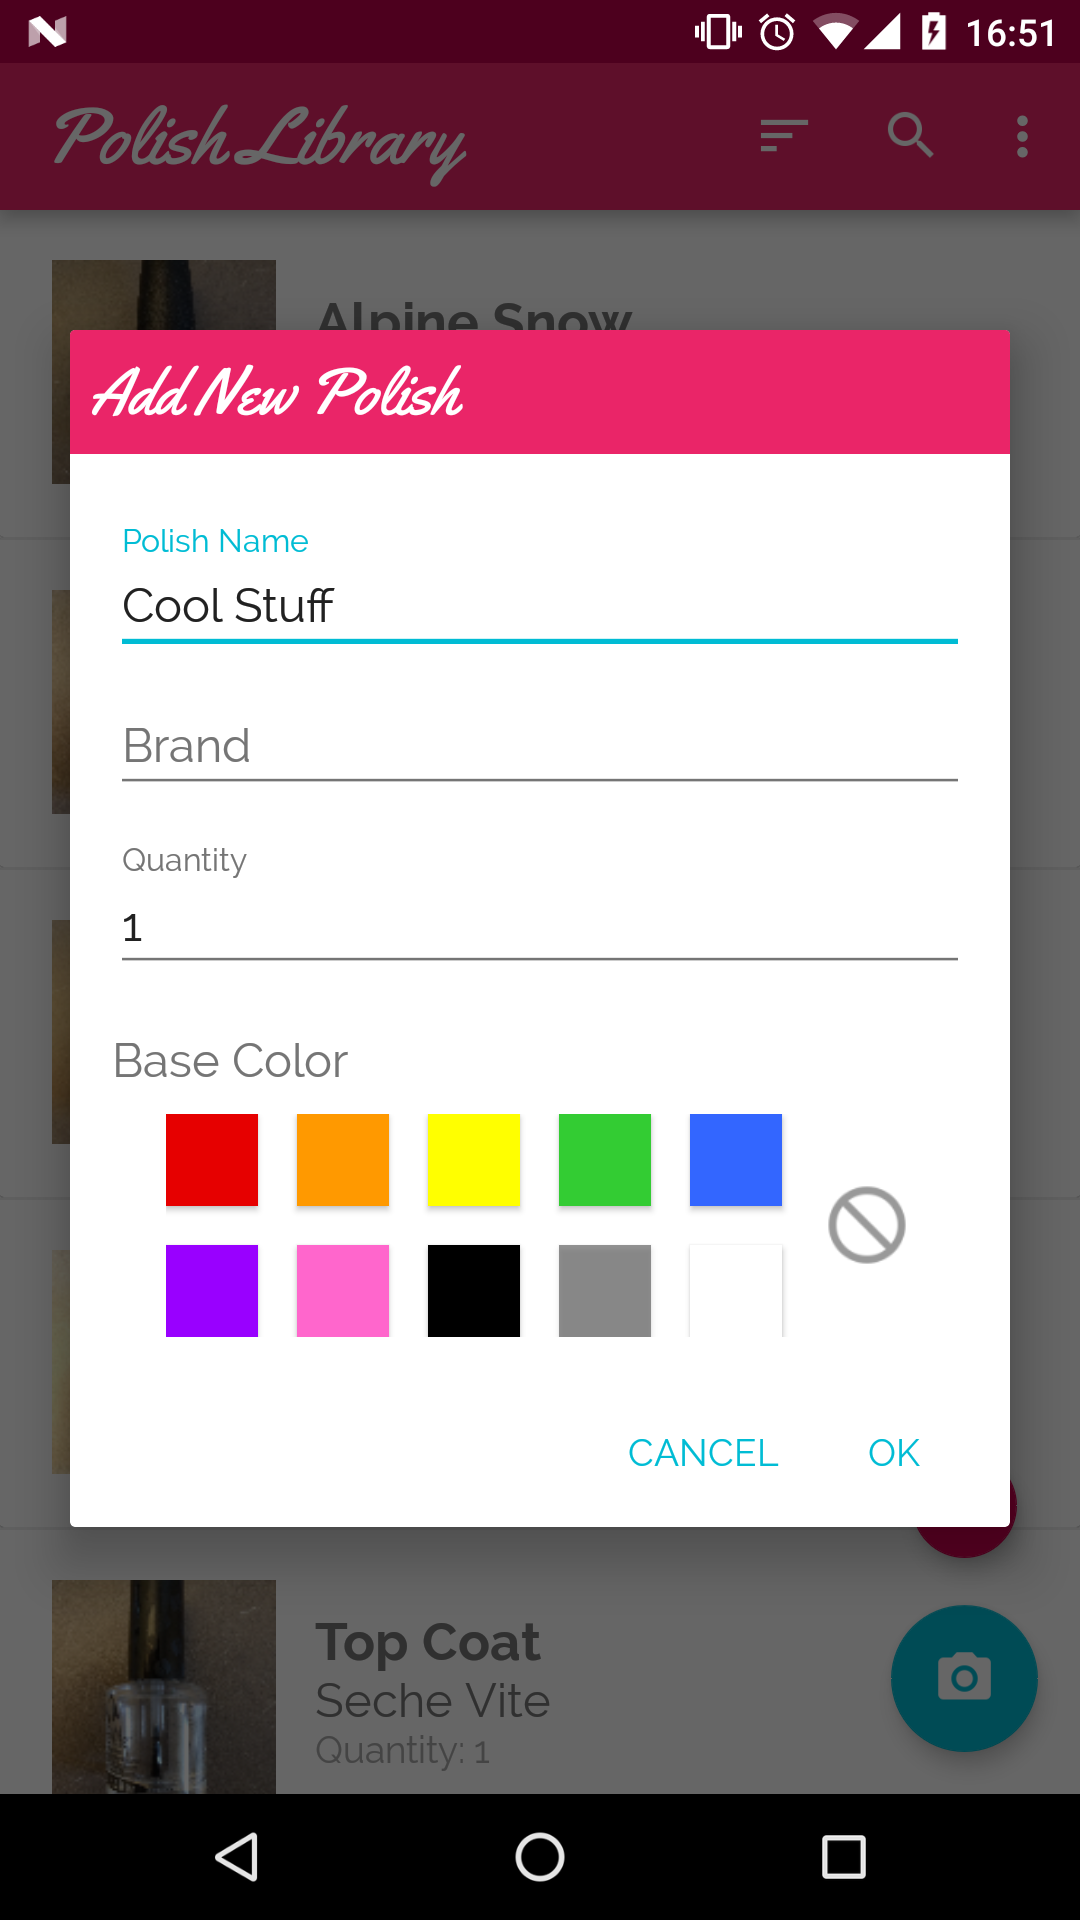 16:51
Polish Library
Alpine Snow
Add New Polish
Polish Name
Cool Stuff
Brand
Quantity
1
Base Color
CANCEL OK
Top Coat
Seche Vite
Quantity: 1